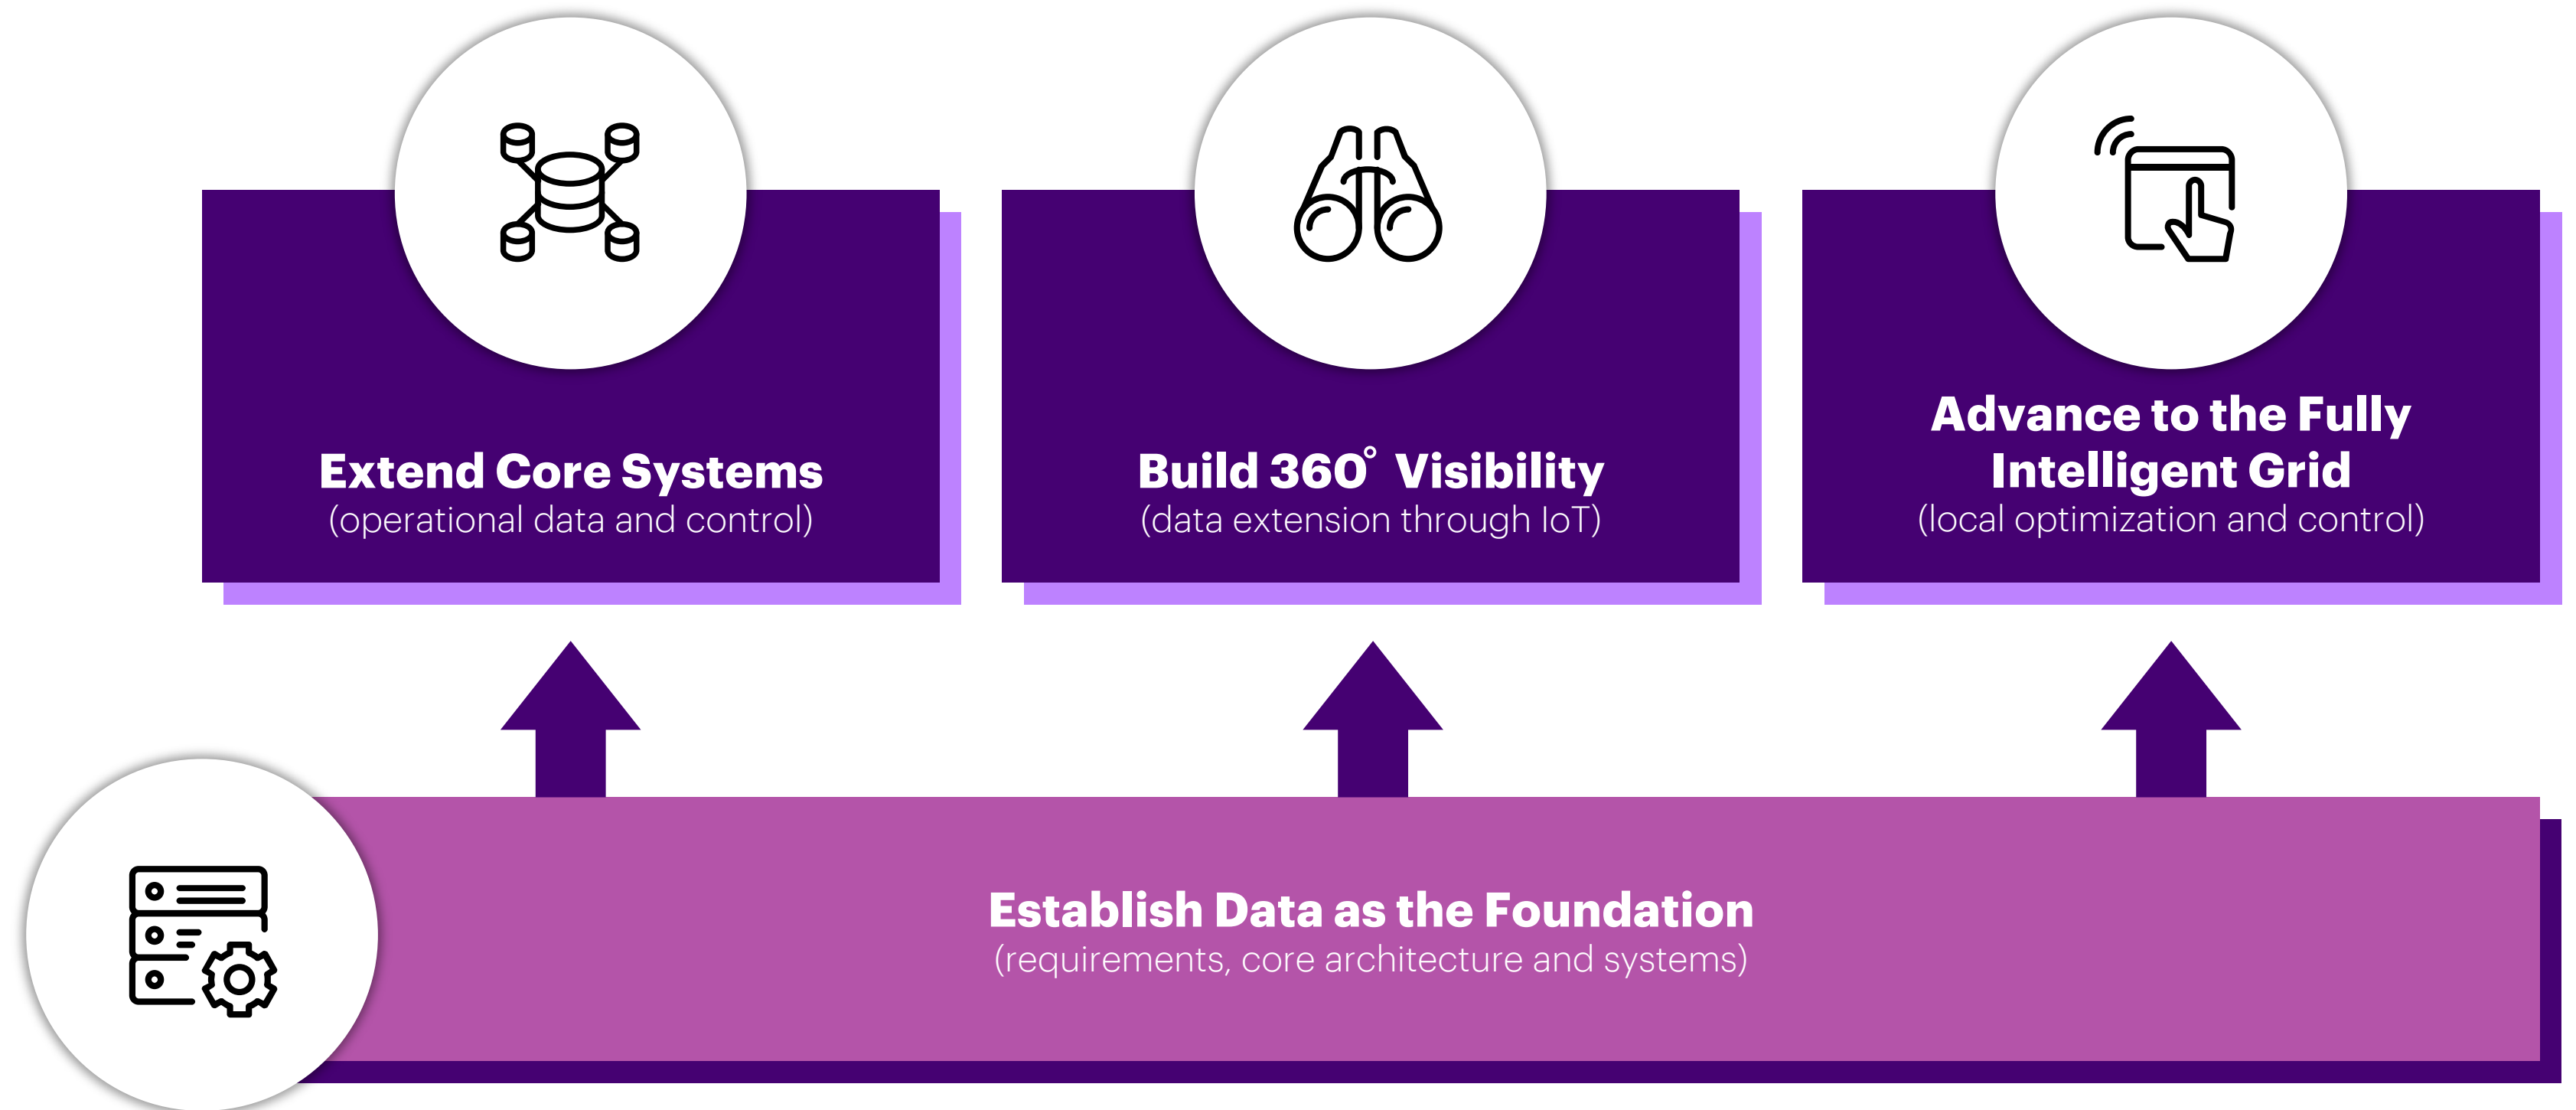 Extend Core Systems
(operational data and control)
Build 360° Visibility
(data extension through IoT)
Advance to the Fully
Intelligent Grid
(local optimization and control)
Establish Data as the Foundation
(requirements, core architecture and systems)